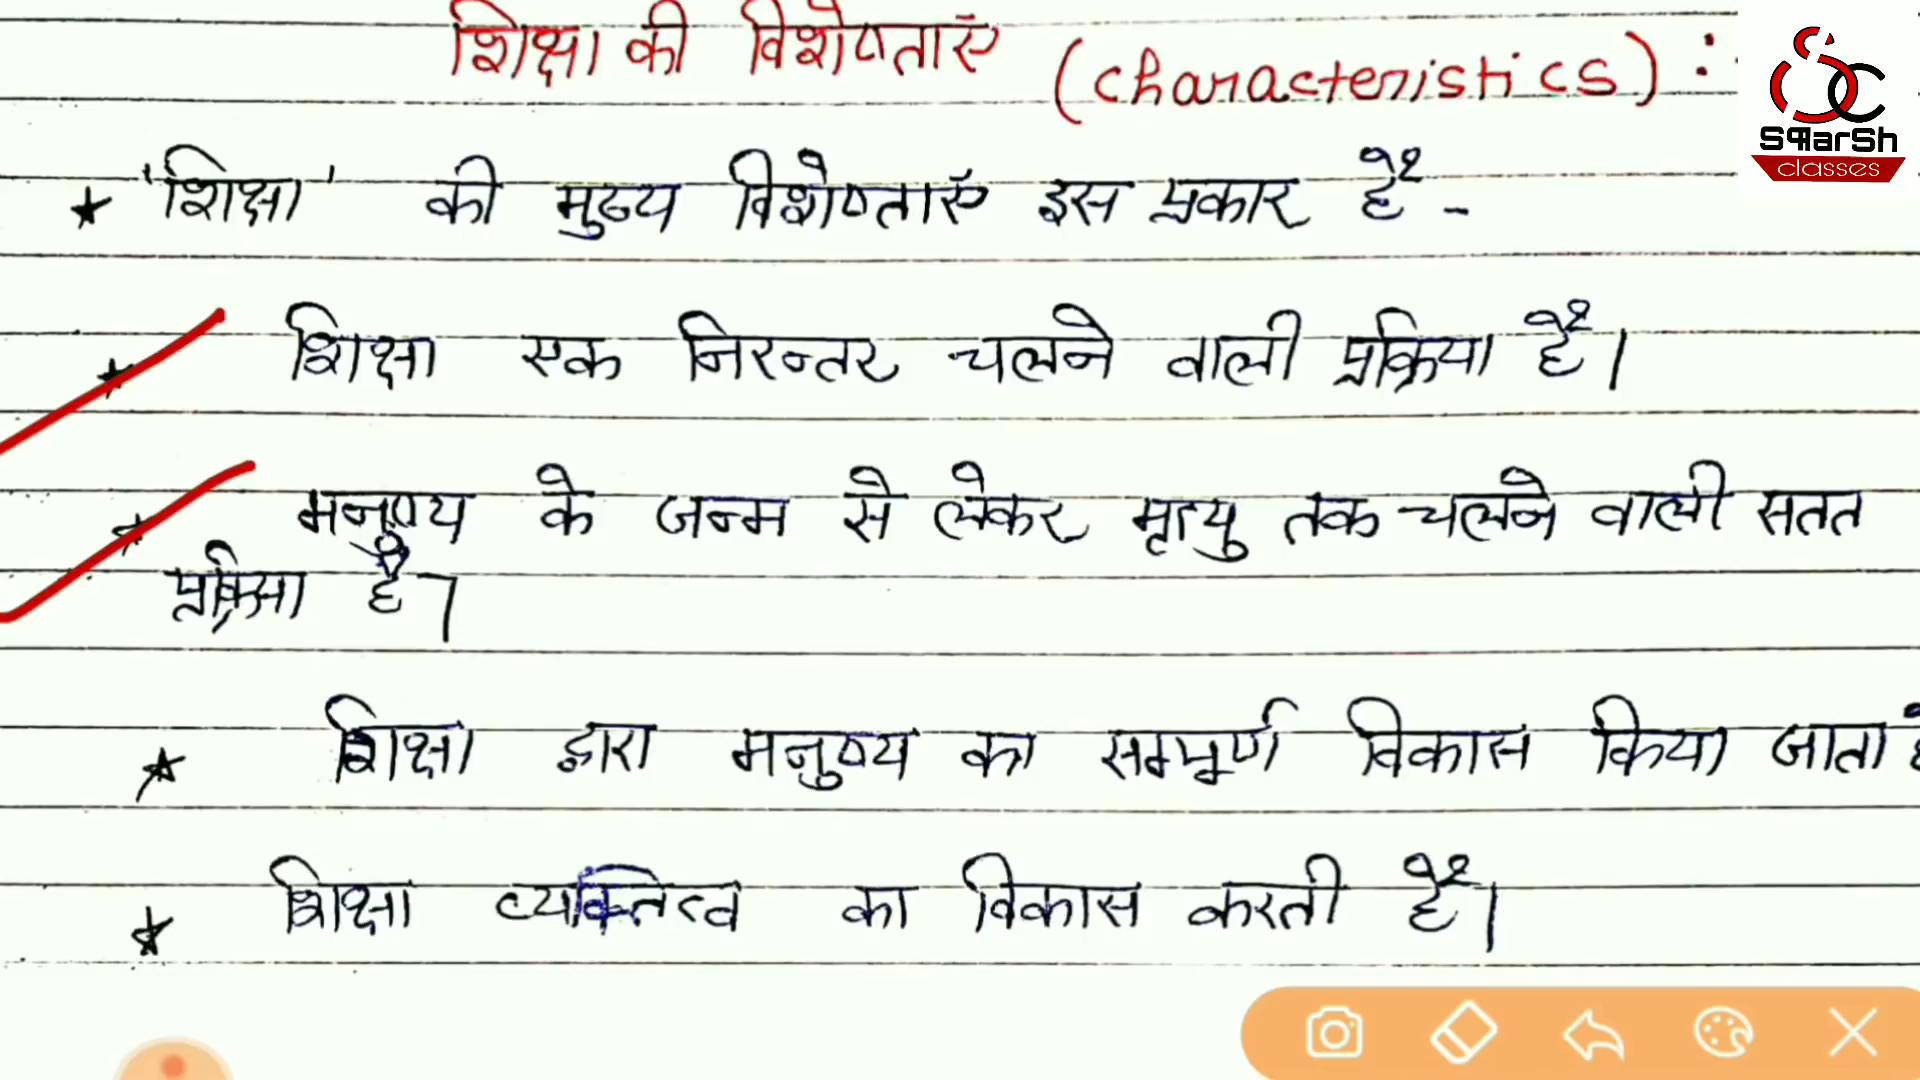 शिक्षा की विशेषताएँ (Characteristics) :
SपarSh
classes
★ 'शिक्षा' की मुख्य विशेषताएँ इस प्रकार हैं -
★ शिक्षा एक निरन्तर चलने वाली प्रक्रिया हैं।
★ मनुष्य के जन्म से लेकर मृत्यु तक चलने वाली सतत
प्रक्रिया है।
★ शिक्षा द्वारा मनुष्य का सम्पूर्ण विकास किया जाता
★ शिक्षा व्यक्तित्व का विकास करती हैं।